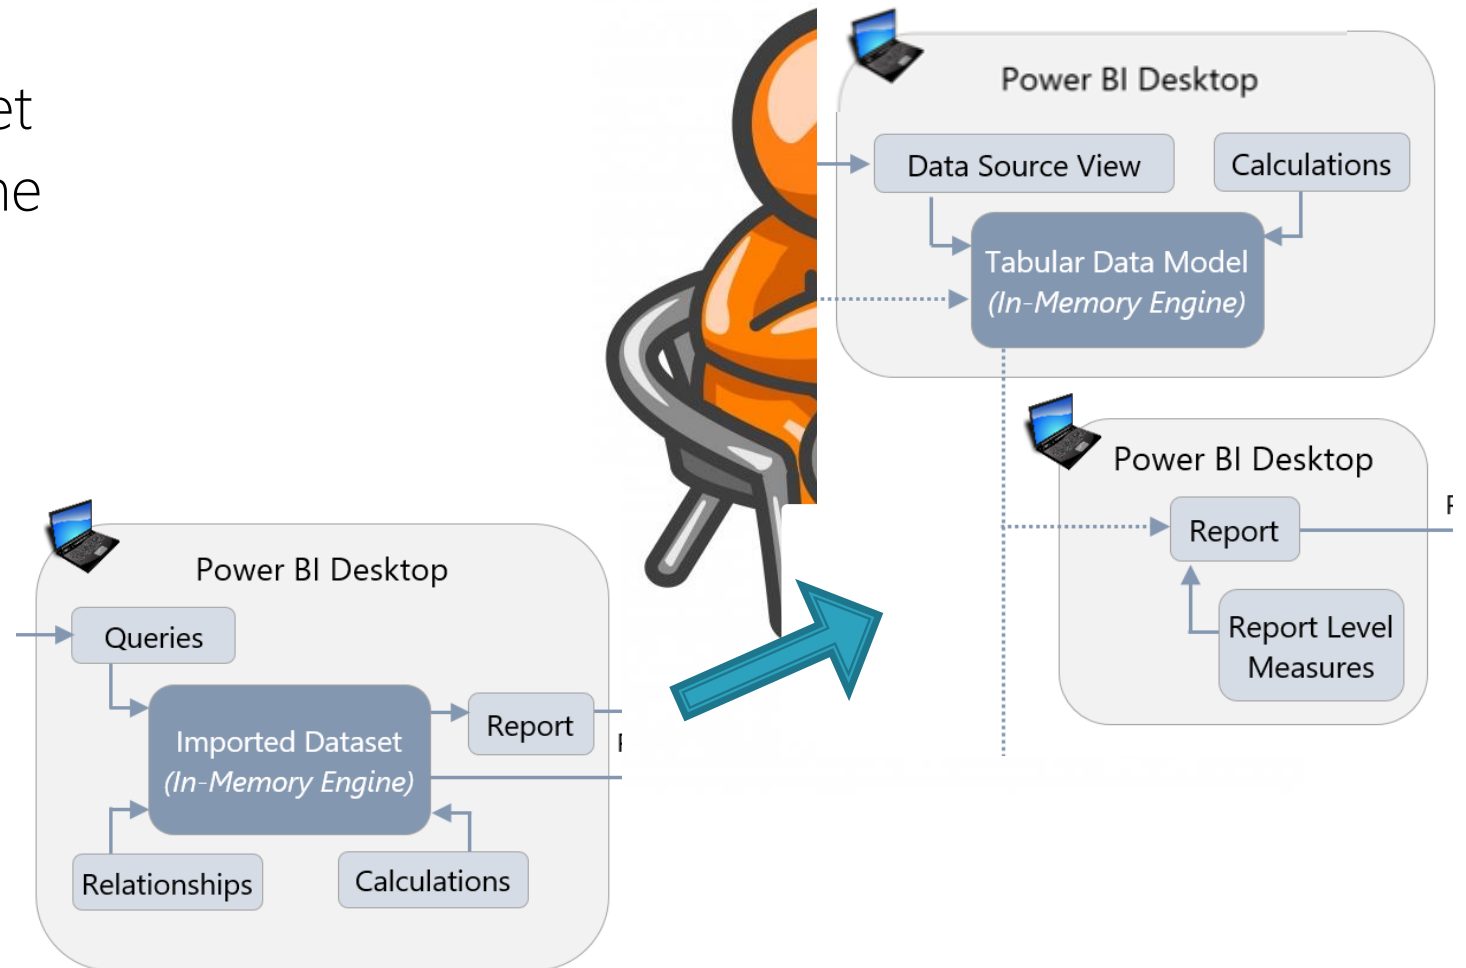 et
ne
Power BI Desktop
Data Source View
Calculations
Tabular Data Model
(In-Memory Engine)
Power BI Desktop
Report
Report Level
Measures
Power BI Desktop
Queries
Imported Dataset
(In-Memory Engine)
Report
Relationships
Calculations